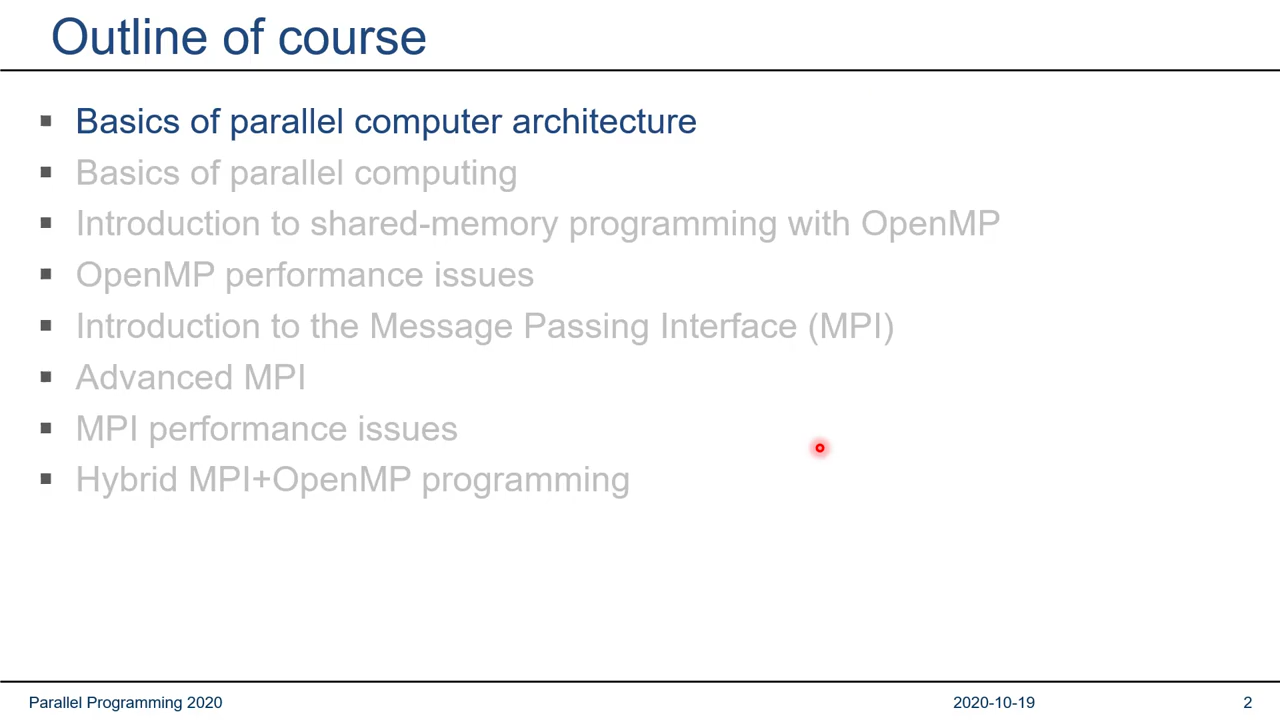 Outline of course
▪ Basics of parallel computer architecture
▪ Basics of parallel computing
▪ Introduction to shared-memory programming with OpenMP
▪ OpenMP performance issues
▪ Introduction to the Message Passing Interface (MPI)
▪ Advanced MPI
▪ MPI performance issues
▪ Hybrid MPI+OpenMP programming
Parallel Programming 2020 2020-10-19 2